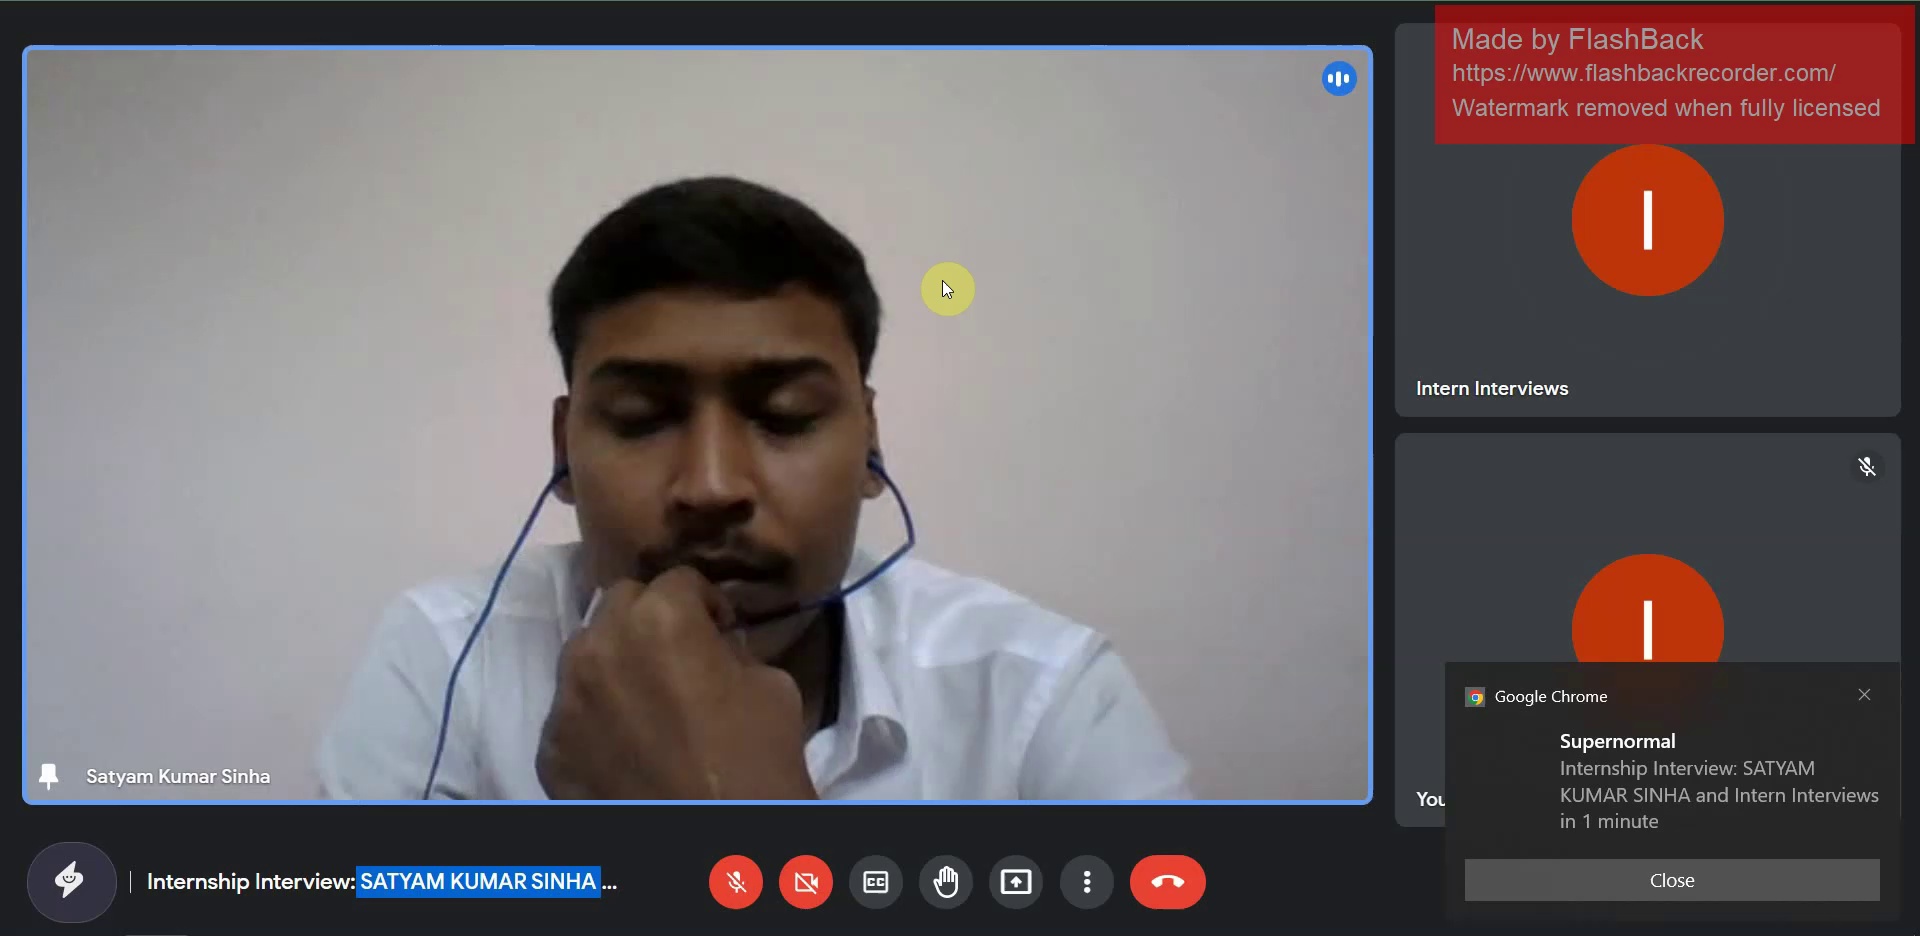 Made by FlashBack
https://www.flashbackrecorder.com/
Watermark removed when fully licensed
I
Intern Interviews
I
You
Satyam Kumar Sinha
Google Chrome
Supernormal
Internship Interview: SATYAM
KUMAR SINHA and Intern Interviews
in 1 minute
Close
Internship Interview: SATYAM KUMAR SINHA ...
CC